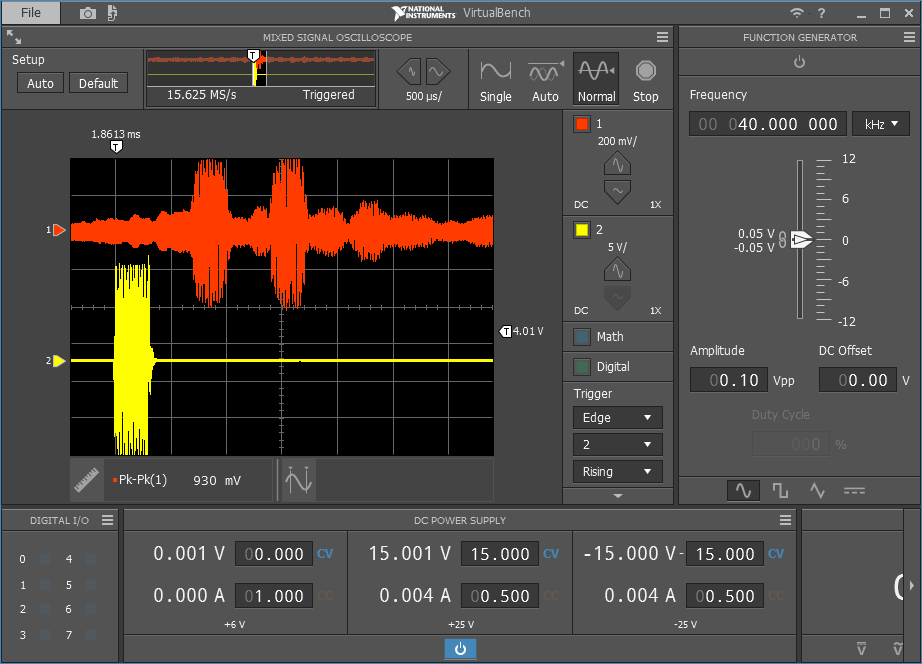 File
NATIONAL INSTRUMENTS VirtualBench
?
MIXED SIGNAL OSCILLOSCOPE
FUNCTION GENERATOR
Setup
Auto
Default
T
15.625 MS/s
Triggered
500 µs/
Single
Auto
Normal
Stop
1.8613 ms
T
1
2
T 4.01 V
1
200 mV/
DC
1X
2
5 V/
DC
1X
Math
Digital
Trigger
Edge
2
Rising
Pk-Pk(1) 930 mV
Frequency
00 040.000 000
kHz
12
6
0
-6
-12
0.05 V
-0.05 V
Amplitude
DC Offset
00.10 Vpp
00.00 V
Duty Cycle
000 %
DIGITAL I/O
0 4
1 5
2 6
3 7
DC POWER SUPPLY
0.001 V 00.000 CV
0.000 A 01.000 CC
+6 V
15.001 V 15.000 CV
0.004 A 00.500 CC
+25 V
-15.000 V -15.000 CV
0.004 A 00.500 CC
-25 V
V